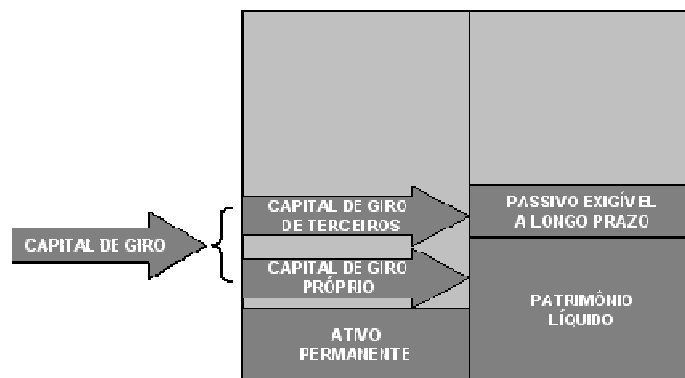 CAPITAL DE GIRO
CAPITAL DE GIRO
DE TERCEIROS
CAPITAL DE GIRO
PRÓPRIO
ATIVO
PERMANENTE
PASSIVO EXIGÍVEL
A LONGO PRAZO
PATRIMÔNIO
LÍQUIDO